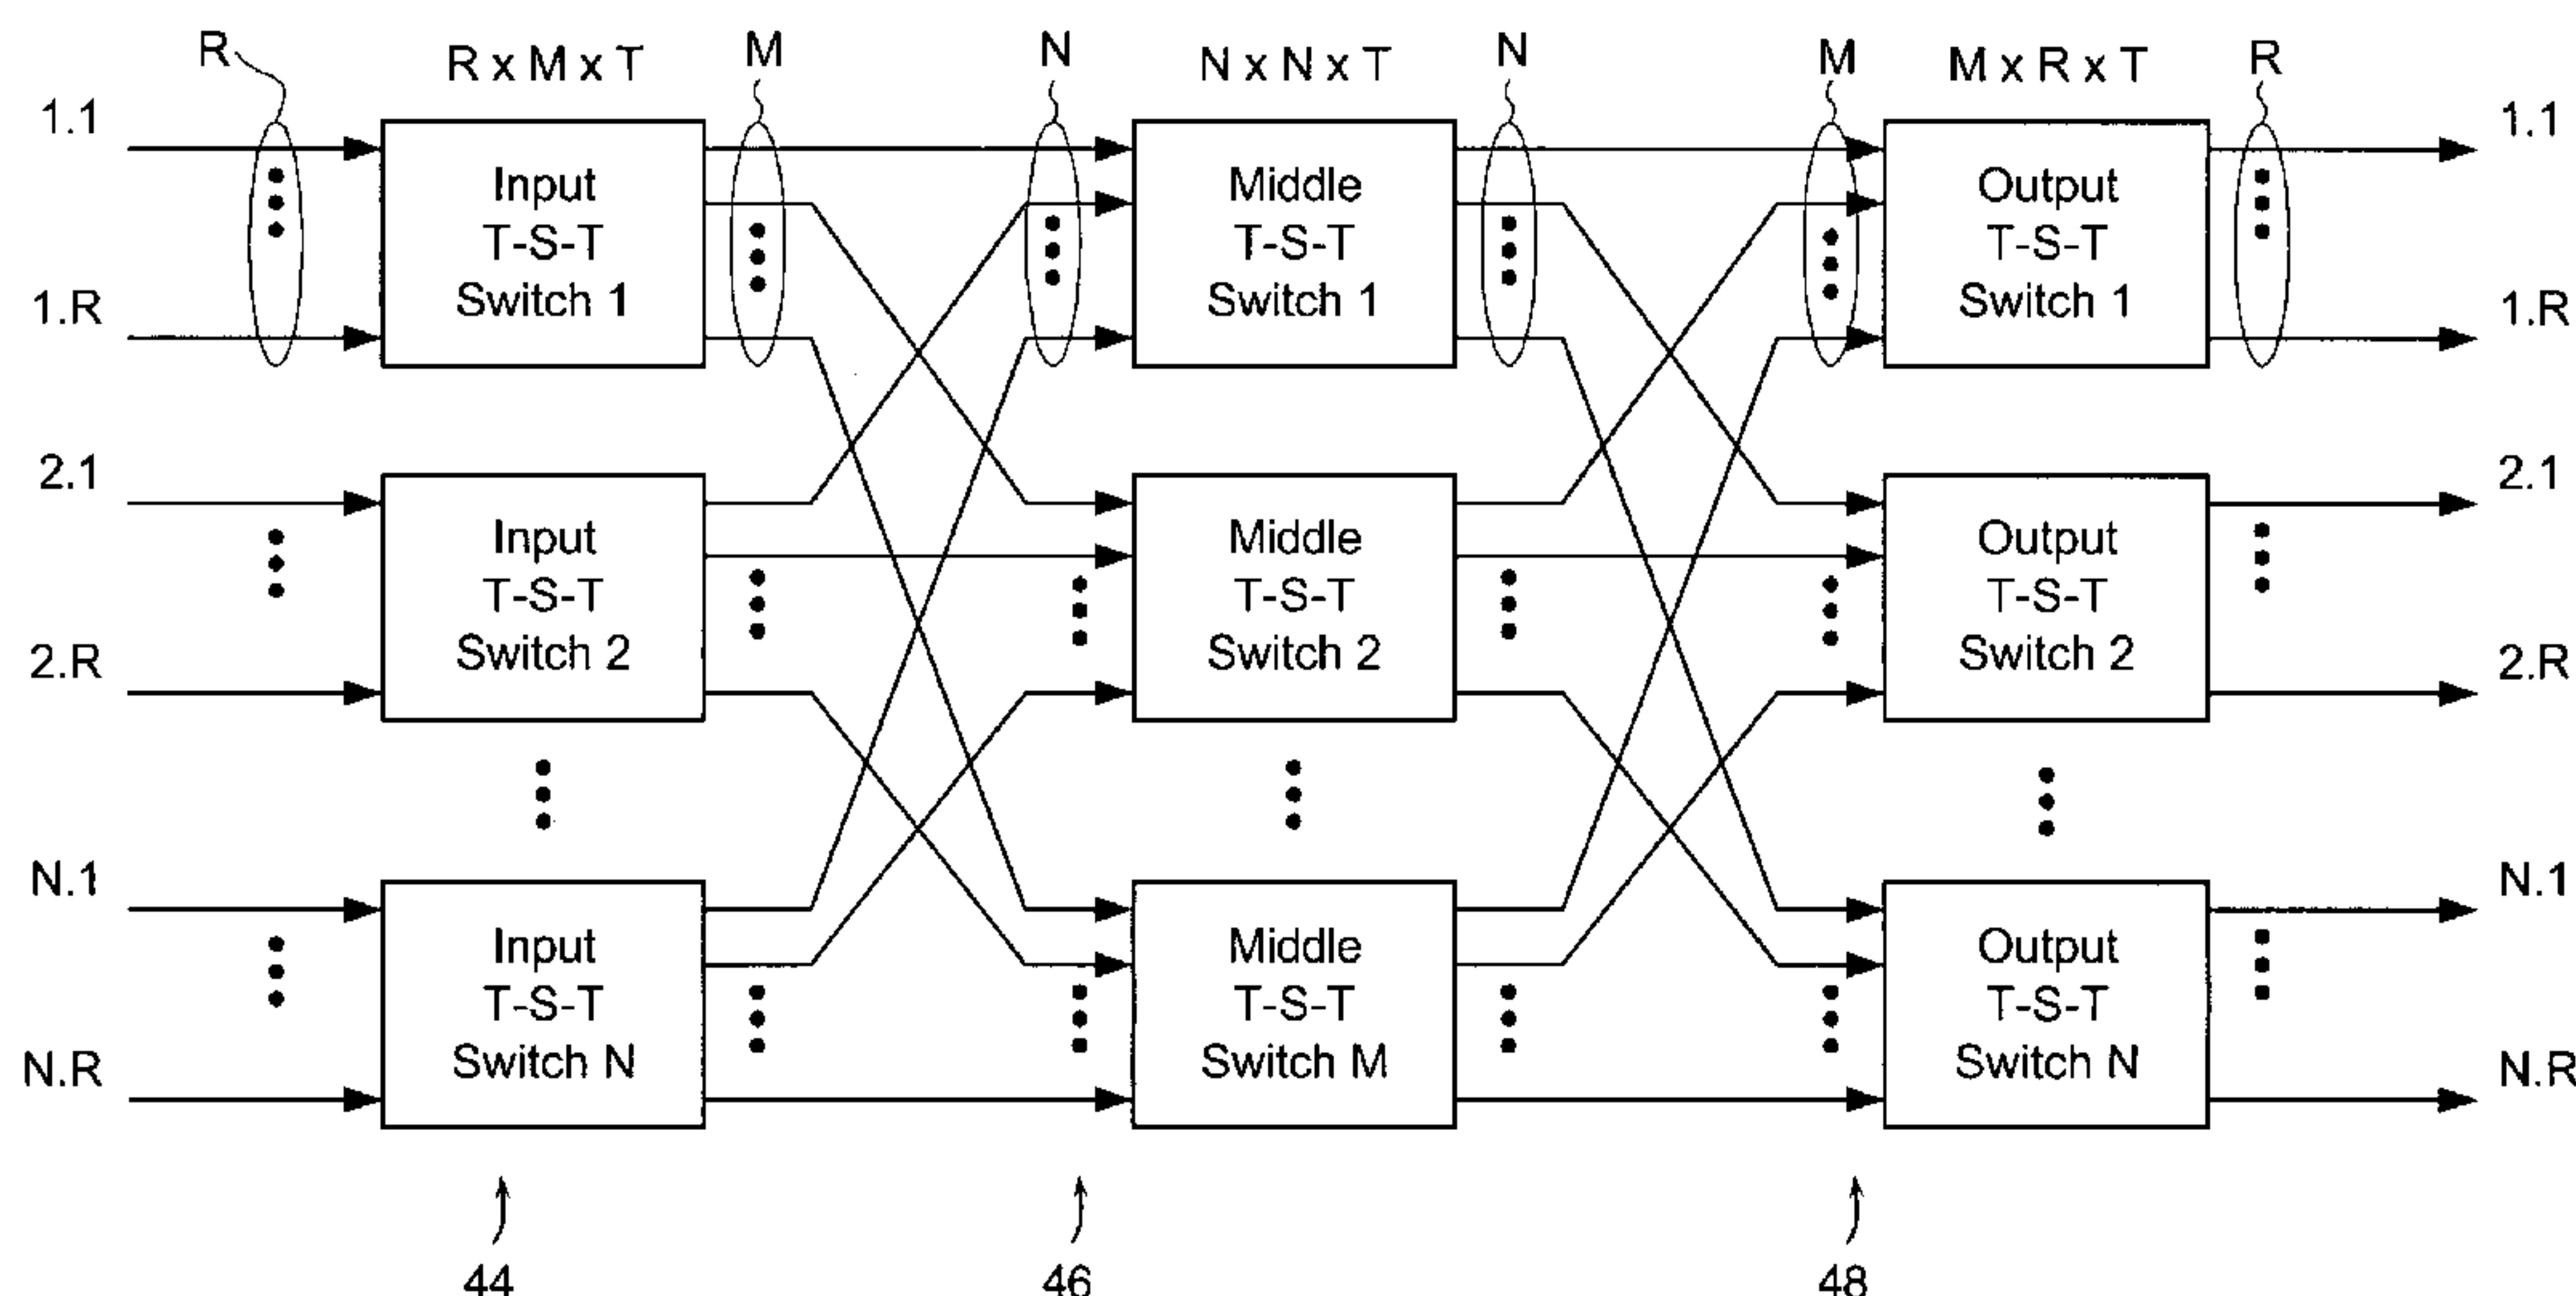 R
R x M x T
M
N
N x N x T
N
M
M x R x T
R
1.1
1.R
Input
T-S-T
Switch 1
Middle
T-S-T
Switch 1
Output
T-S-T
Switch 1
1.1
1.R
2.1
2.R
Input
T-S-T
Switch 2
Middle
T-S-T
Switch 2
Output
T-S-T
Switch 2
2.1
2.R
N.1
N.R
Input
T-S-T
Switch N
Middle
T-S-T
Switch M
Output
T-S-T
Switch N
N.1
N.R
44
46
48